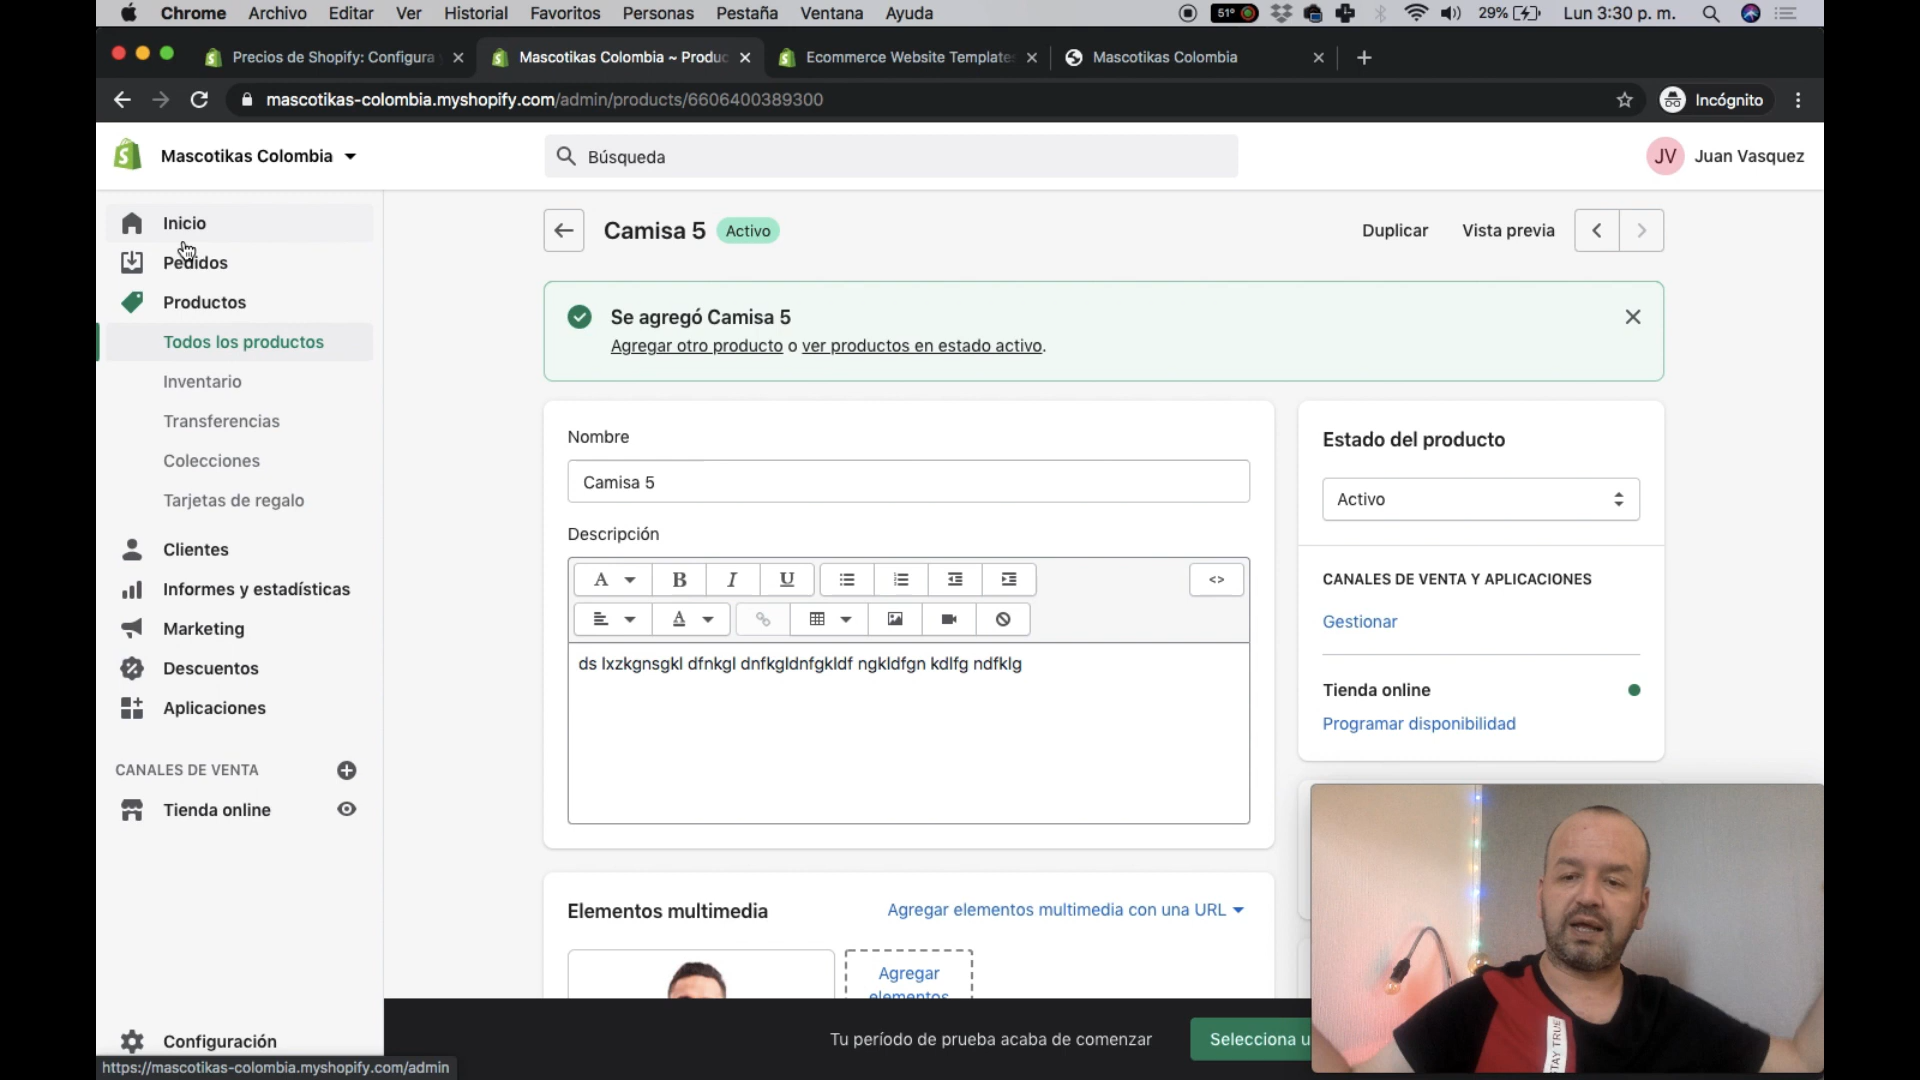 Chrome Archivo Editar Ver Historial Favoritos Personas Pestaña Ventana Ayuda 51° 29% Lun 3:30 p. m.
Precios de Shopify: Configura Mascotikas Colombia ~ Produc Ecommerce Website Template Mascotikas Colombia
mascotikas-colombia.myshopify.com/admin/products/6606400389300 Incógnito
Mascotikas Colombia Búsqueda JV Juan Vasquez
Inicio
Pedidos
Productos
Todos los productos
Inventario
Transferencias
Colecciones
Tarjetas de regalo
Clientes
Informes y estadísticas
Marketing
Descuentos
Aplicaciones
CANALES DE VENTA
Tienda online
Configuración
https://mascotikas-colombia.myshopify.com/admin
Camisa 5 Activo Duplicar Vista previa
Se agregó Camisa 5
Agregar otro producto o ver productos en estado activo.
Nombre
Camisa 5
Descripción
A B I U <>
A
ds lxzkgnsgkl dfnkgl dnfkgldnfgkldf ngkldfgn kdlfg ndfklg
Elementos multimedia Agregar elementos multimedia con una URL
Agregar
elementos
Estado del producto
Activo
CANALES DE VENTA Y APLICACIONES
Gestionar
Tienda online
Programar disponibilidad
Tu período de prueba acaba de comenzar Selecciona u
STAY TRUE